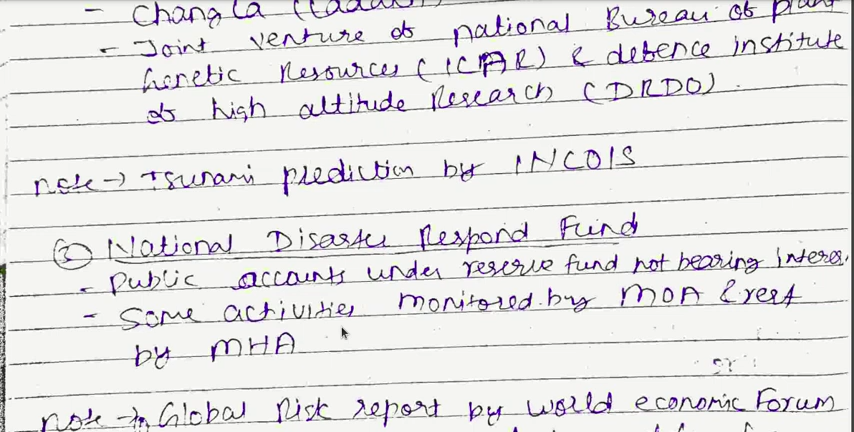 - Chang La (Ladakh)
- Joint venture of national Bureau of plant
Genetic Resources (ICAR) & defence institute
of high altitude Research (DRDO).
note → Tsunami prediction by INCOIS
③ National Disaster Respond Fund
- Public accounts under reserve fund not bearing interes.
- Some activities monitored by MOA & rest
by MHA
note → Global Risk report by world economic Forum